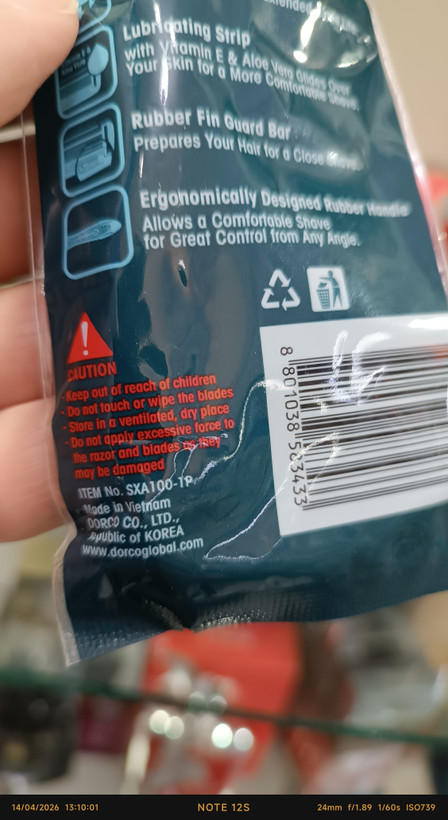 Lubricating Strip
with Vitamin E & Aloe Vera Glides Over
Your Skin for a More Comfortable Shave.
Rubber Fin Guard Bar
Prepares Your Hair for a Close Shave.
Ergonomically Designed Rubber Handle
Allows a Comfortable Shave
for Great Control from Any Angle.
CAUTION
- Keep out of reach of children
- Do not touch or wipe the blades
- Store in a ventilated, dry place
- Do not apply excessive force to
the razor and blades as they
may be damaged
ITEM No. SXA100-1P
Made in Vietnam
DORCO CO., LTD.,
Republic of KOREA
www.dorcoglobal.com
8 801038 583433
14/04/2026 13:10:01
NOTE 12S
24mm f/1.89 1/60s ISO739